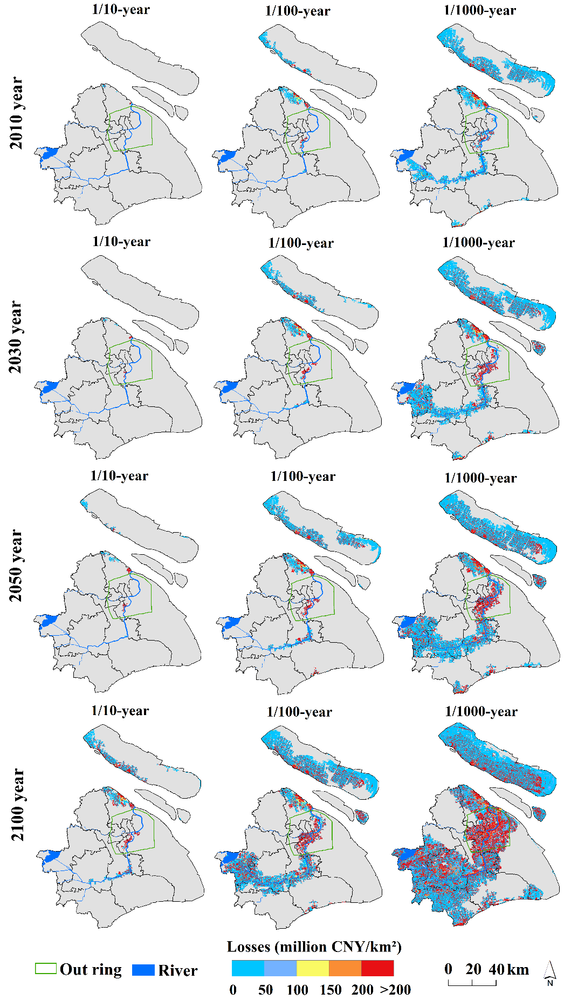 1/10-year 1/100-year 1/1000-year
2010 year
1/10-year 1/100-year 1/1000-year
2030 year
1/10-year 1/100-year 1/1000-year
2050 year
1/10-year 1/100-year 1/1000-year
2100 year
Losses (million CNY/km²)
Out ring River
0 50 100 150 200 >200
0 20 40 km
N